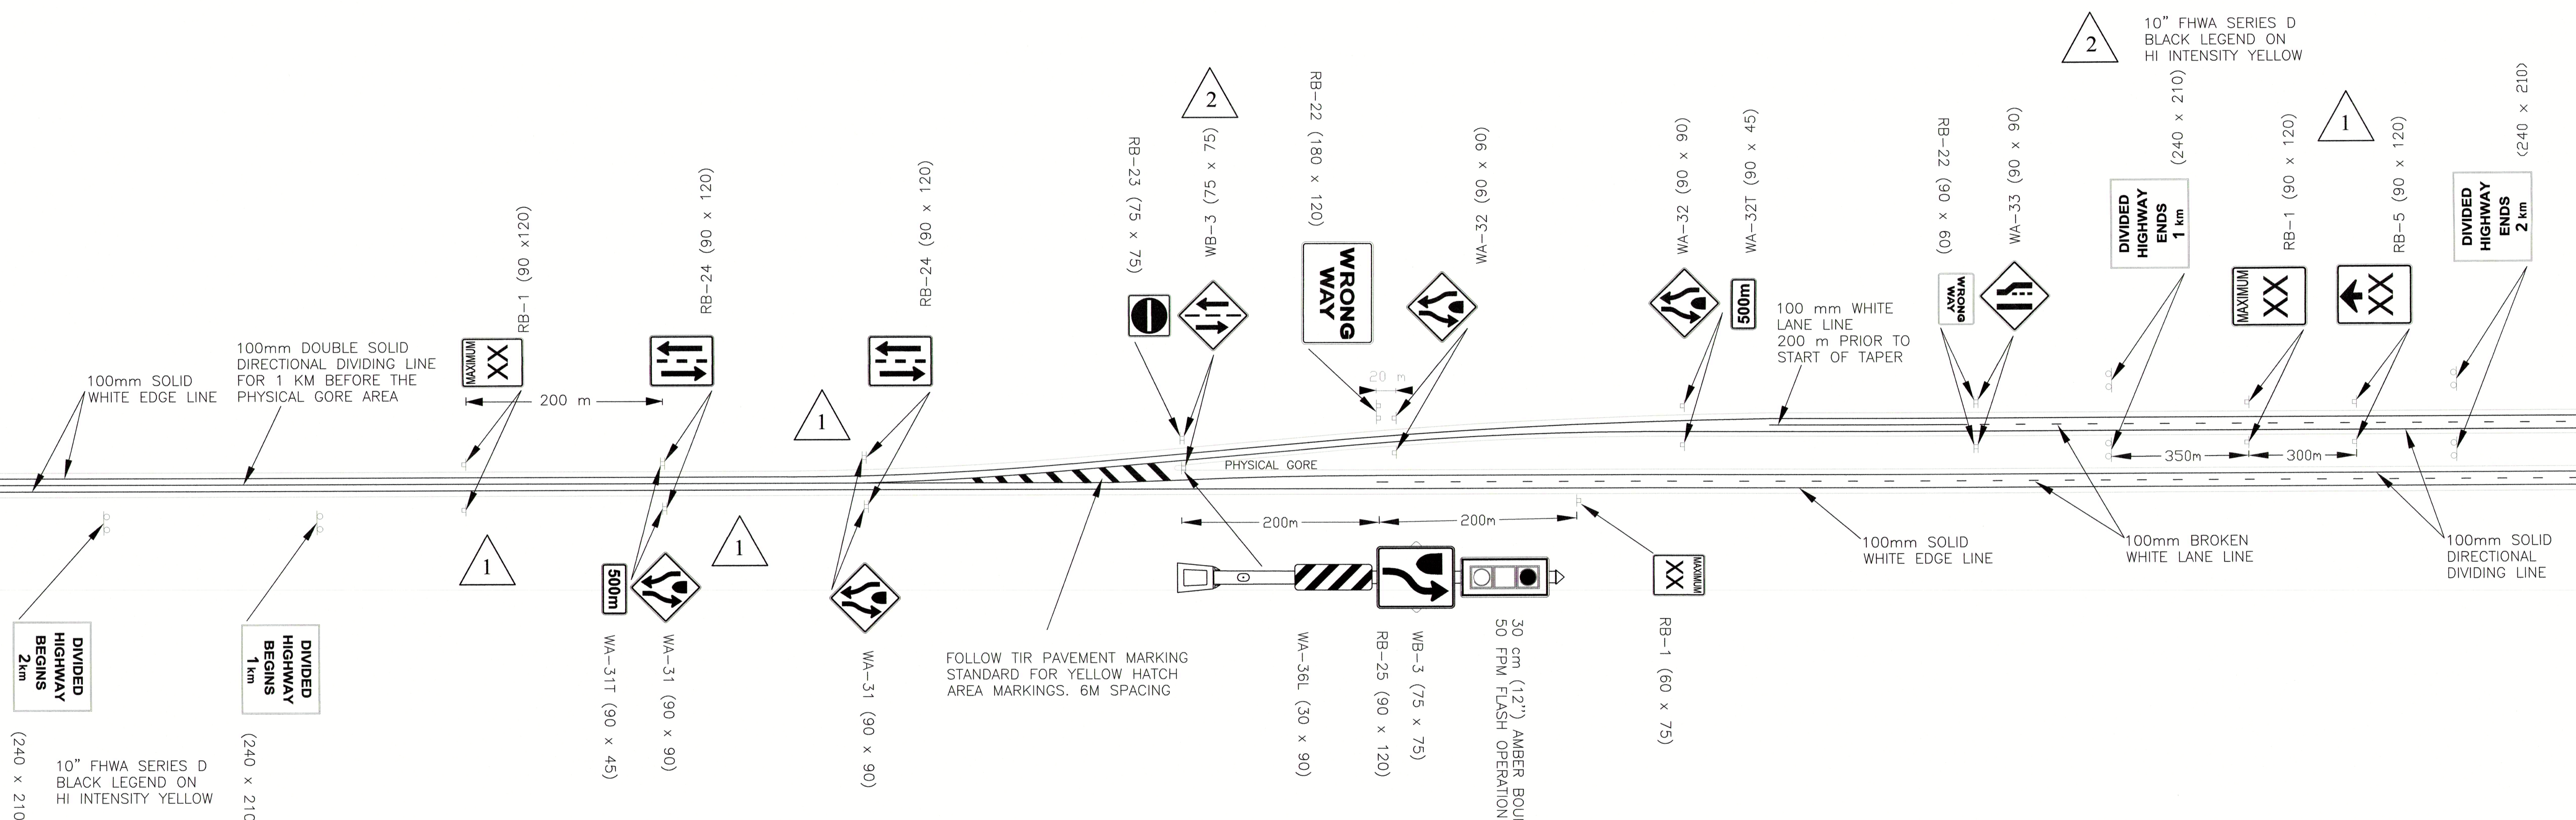 2
10" FHWA SERIES D
BLACK LEGEND ON
HI INTENSITY YELLOW
100mm SOLID
WHITE EDGE LINE
100mm DOUBLE SOLID
DIRECTIONAL DIVIDING LINE
FOR 1 KM BEFORE THE
PHYSICAL GORE AREA
RB-1 (90 x120)
MAXIMUM
XX
200 m
RB-24 (90 x 120)
1
RB-24 (90 x 120)
RB-23 (75 x 75)
2
WB-3 (75 x 75)
RB-22 (180 x 120)
WRONG
WAY
20 m
WA-32 (90 x 90)
WA-32 (90 x 90)
WA-32T (90 x 45)
500m
100 mm WHITE
LANE LINE
200 m PRIOR TO
START OF TAPER
RB-22 (90 x 60)
WRONG
WAY
WA-33 (90 x 90)
(240 x 210)
DIVIDED
HIGHWAY
ENDS
1 km
RB-1 (90 x 120)
MAXIMUM
XX
1
RB-5 (90 x 120)
XX
(240 x 210)
DIVIDED
HIGHWAY
ENDS
2 km
PHYSICAL GORE
350m
300m
200m
200m
1
1
DIVIDED
HIGHWAY
BEGINS
2 km
(240 x 210
10" FHWA SERIES D
BLACK LEGEND ON
HI INTENSITY YELLOW
DIVIDED
HIGHWAY
BEGINS
1 km
(240 x 210
500m
WA-31T (90 x 45)
WA-31 (90 x 90)
WA-31 (90 x 90)
FOLLOW TIR PAVEMENT MARKING
STANDARD FOR YELLOW HATCH
AREA MARKINGS. 6M SPACING
WA-36L (30 x 90)
RB-25 (90 x 120)
WB-3 (75 x 75)
30 cm (12") AMBER BOU
50 FPM FLASH OPERATION
MAXIMUM
XX
RB-1 (60 x 75)
100mm SOLID
WHITE EDGE LINE
100mm BROKEN
WHITE LANE LINE
100mm SOLID
DIRECTIONAL
DIVIDING LINE